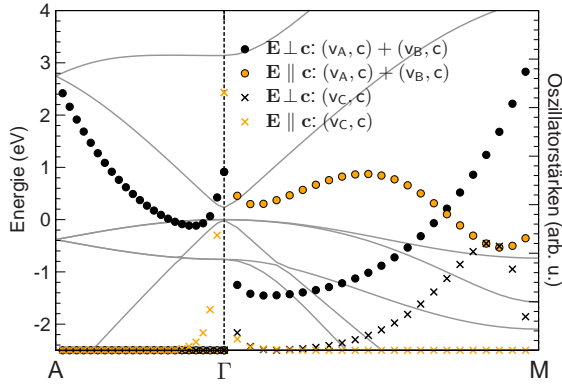 4
3
2
1
0
-1
-2
Energie (eV)
E ⊥ c: (v_A, c) + (v_B, c)
E ∥ c: (v_A, c) + (v_B, c)
E ⊥ c: (v_C, c)
E ∥ c: (v_C, c)
Oszillatorstärken (arb. u.)
A
Γ
M